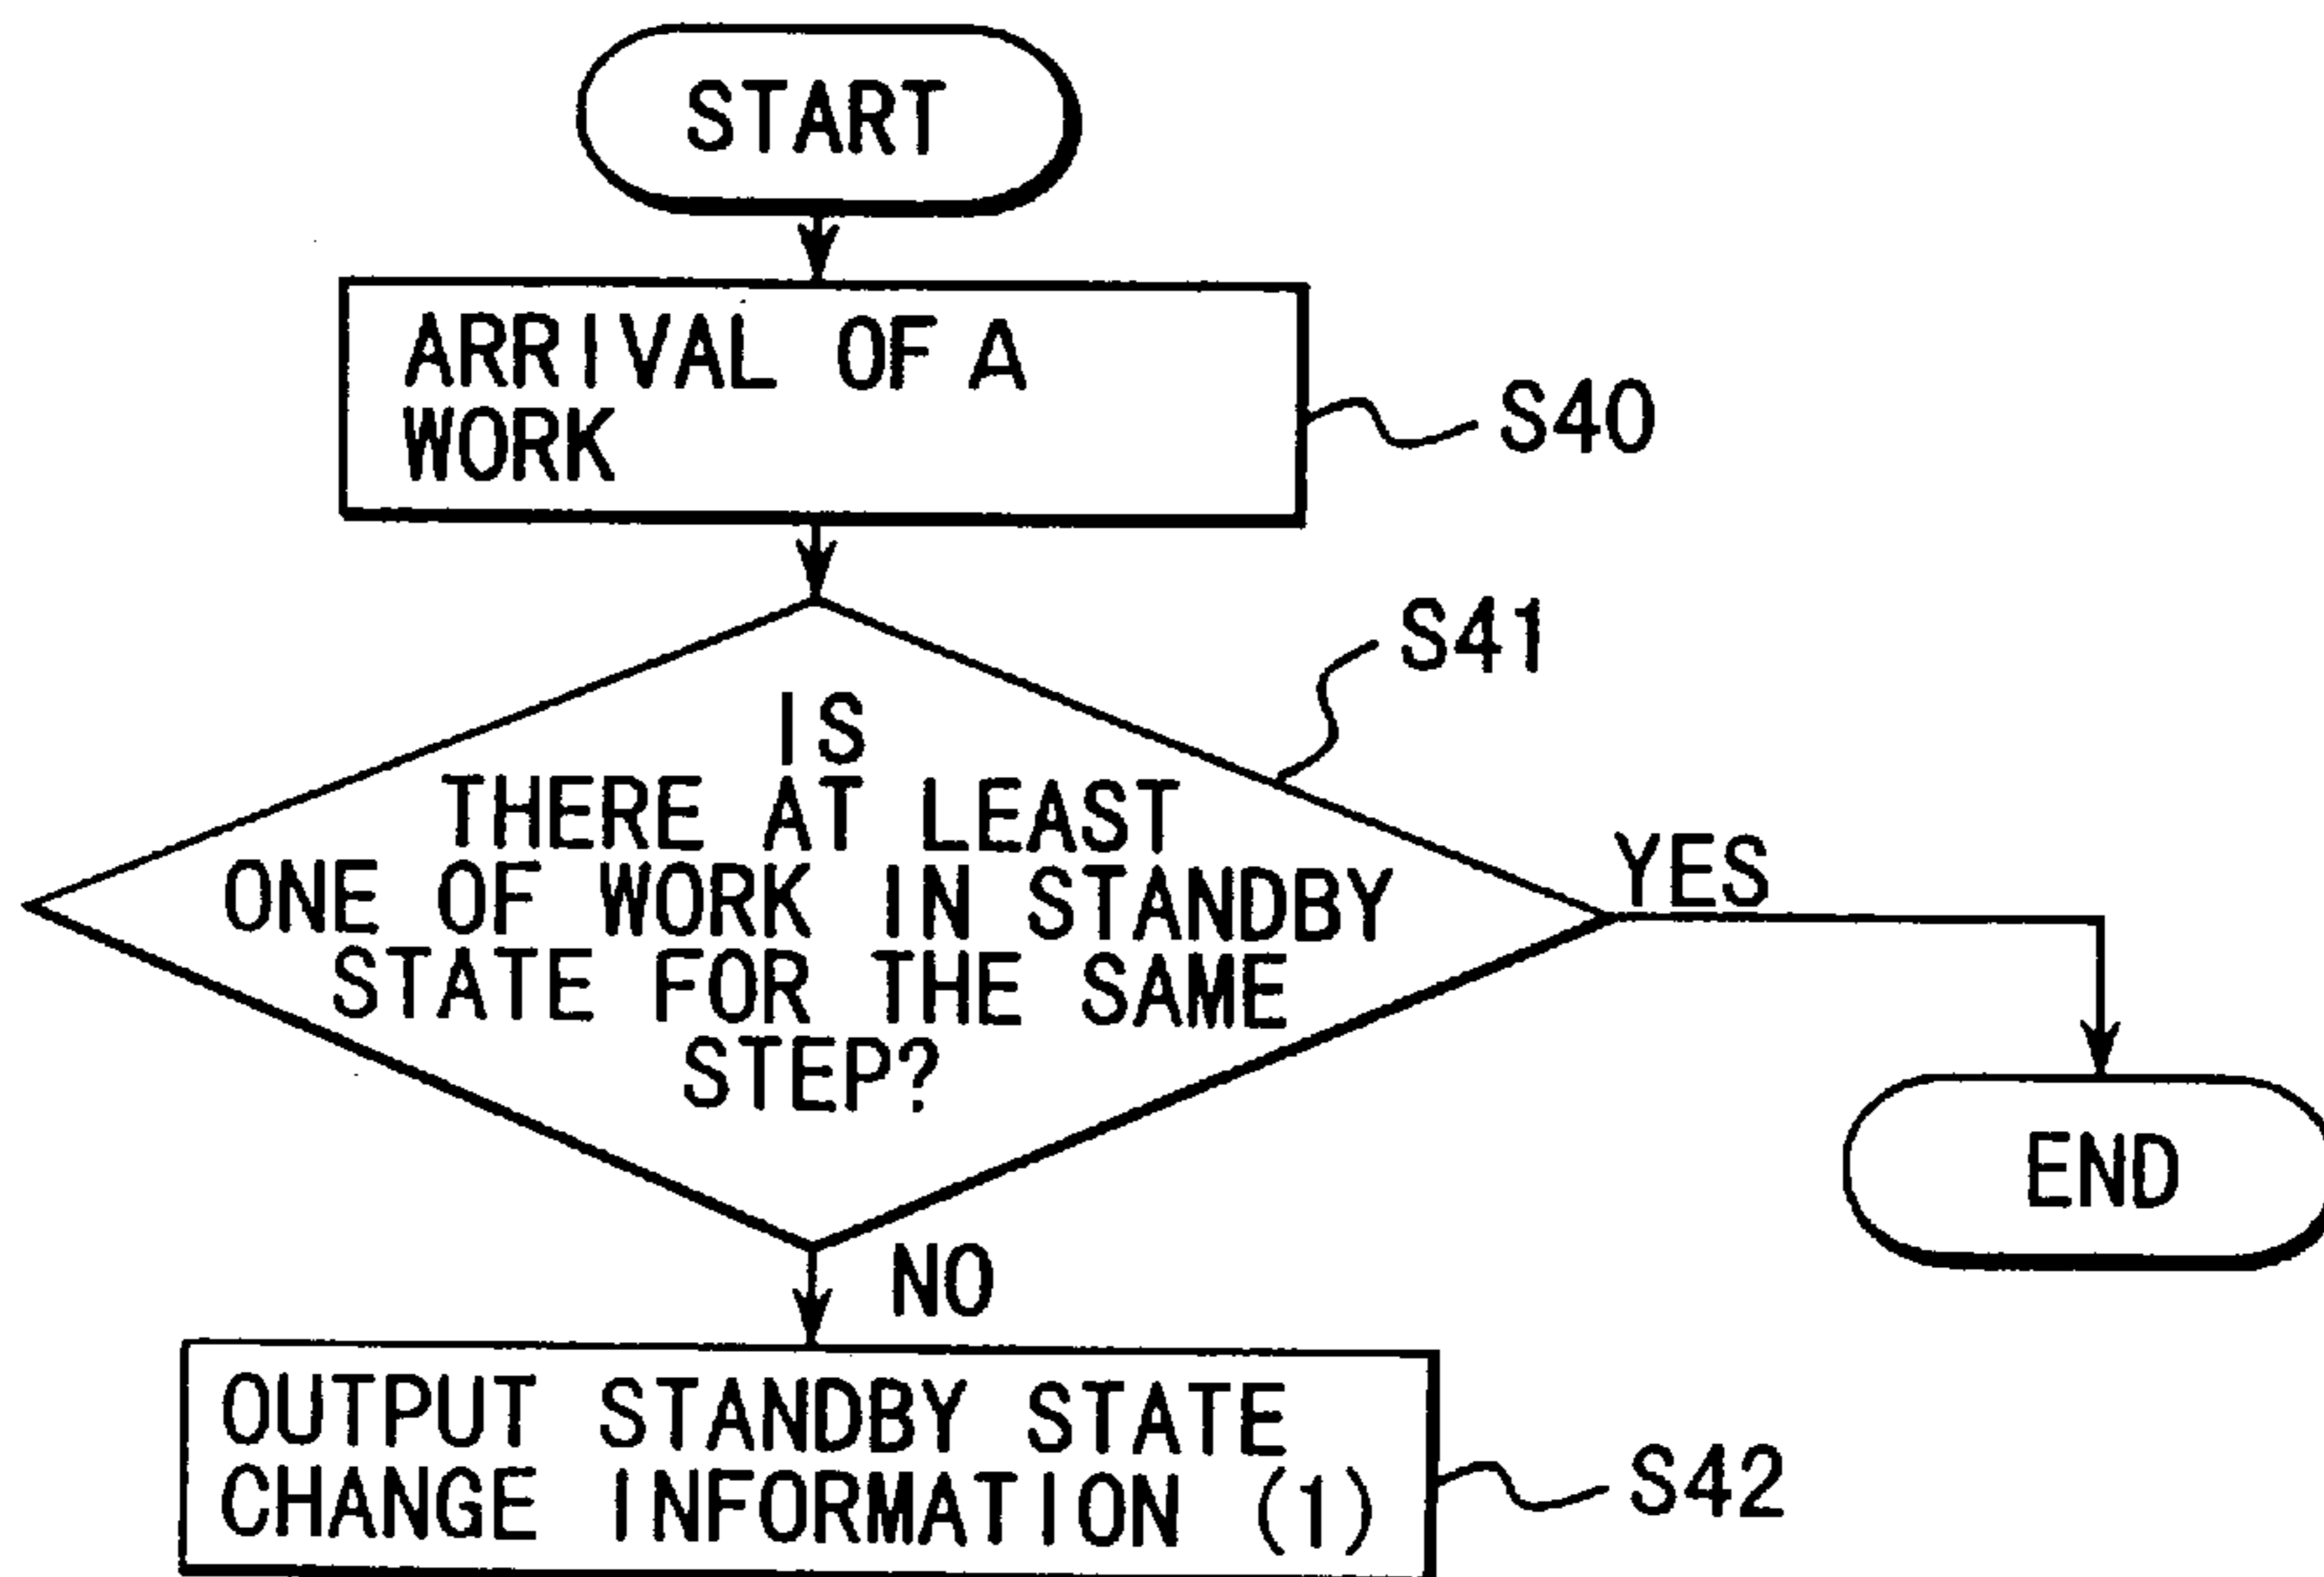 START
ARRIVAL OF A
WORK
S40
S41
IS
THERE AT LEAST
ONE OF WORK IN STANDBY
STATE FOR THE SAME
STEP?
YES
END
NO
OUTPUT STANDBY STATE
CHANGE INFORMATION (1)
S42